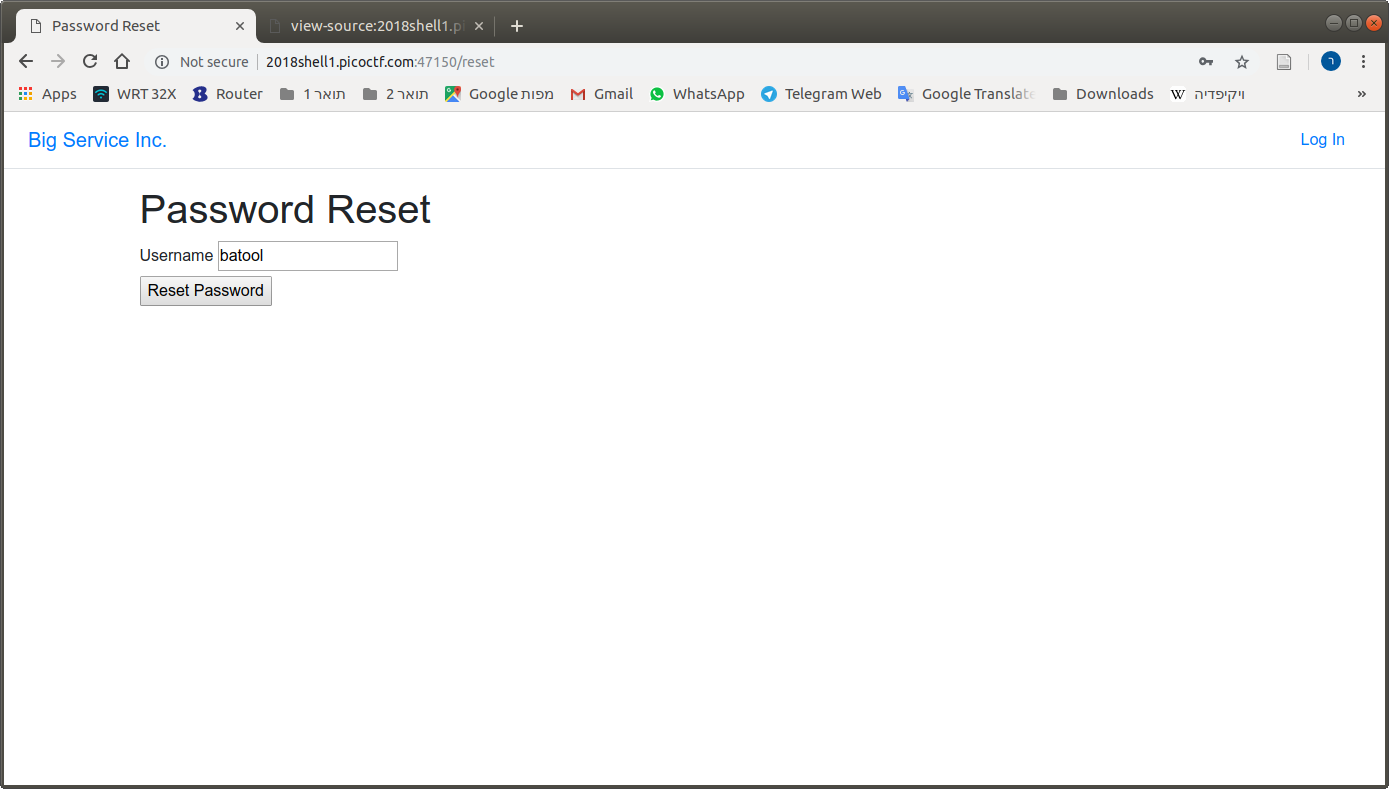 Password Reset
view-source:2018shell1.pi
Not secure
2018shell1.picoctf.com:47150/reset
Apps WRT 32X Router תואר 1 תואר 2 Google מפות Gmail WhatsApp Telegram Web Google Translate Downloads W ויקיפדיה »
Big Service Inc.
Log In
Password Reset
Username batool
Reset Password